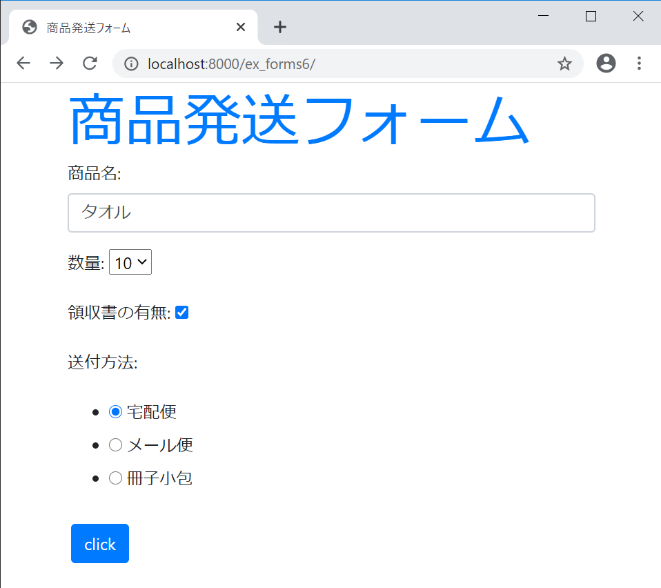 商品発送フォーム
localhost:8000/ex_forms6/
商品発送フォーム
商品名:
タオル
数量: 10
領収書の有無:
送付方法:
宅配便
メール便
冊子小包
click